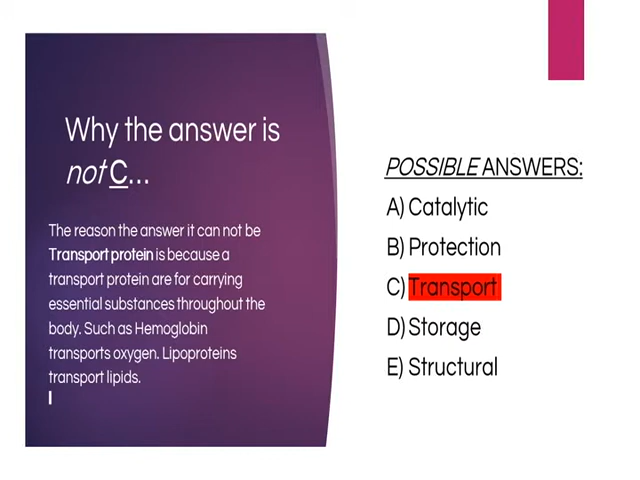 Why the answer is
not C...
The reason the answer it can not be
Transport protein is because a
transport protein are for carrying
essential substances throughout the
body. Such as Hemoglobin
transports oxygen. Lipoproteins
transport lipids.
POSSIBLE ANSWERS:
A) Catalytic
B) Protection
C) Transport
D) Storage
E) Structural